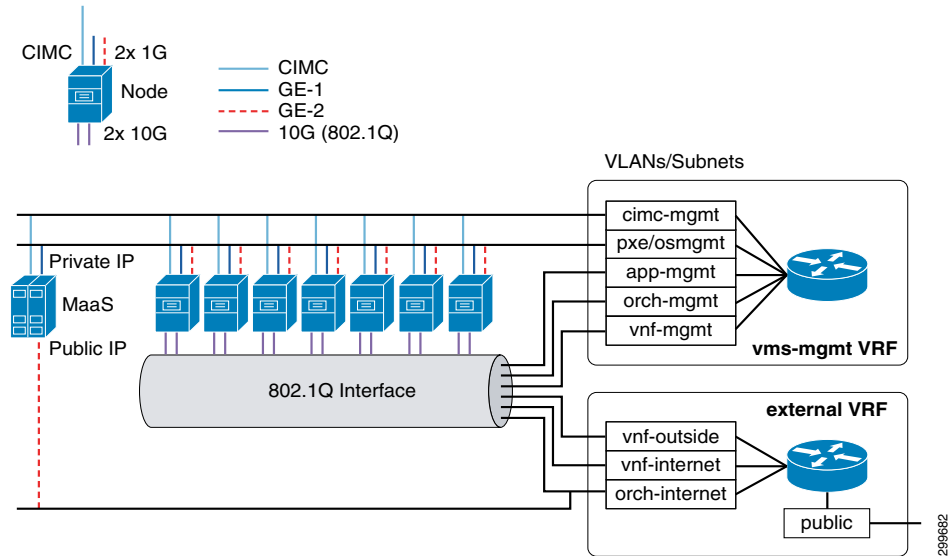 CIMC
2x 1G
Node
2x 10G
CIMC
GE-1
GE-2
10G (802.1Q)
VLANs/Subnets
cimc-mgmt
pxe/osmgmt
app-mgmt
orch-mgmt
vnf-mgmt
vms-mgmt VRF
Private IP
MaaS
Public IP
802.1Q Interface
external VRF
vnf-outside
vnf-internet
orch-internet
public
299682